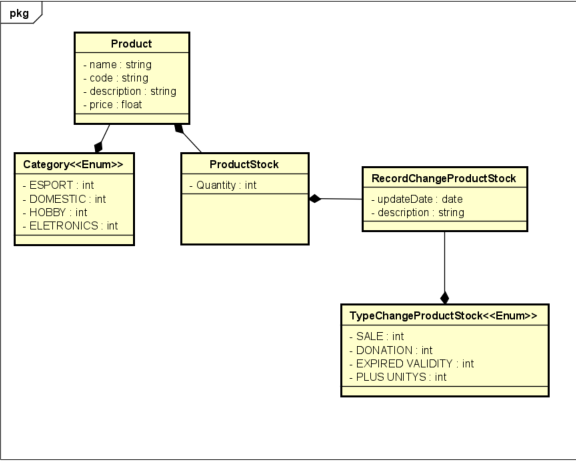 pkg
Product
- name : string
- code : string
- description : string
- price : float
Category<<Enum>>
- ESPORT : int
- DOMESTIC : int
- HOBBY : int
- ELETRONICS : int
ProductStock
- Quantity : int
RecordChangeProductStock
- updateDate : date
- description : string
TypeChangeProductStock<<Enum>>
- SALE : int
- DONATION : int
- EXPIRED VALIDITY : int
- PLUS UNITYS : int